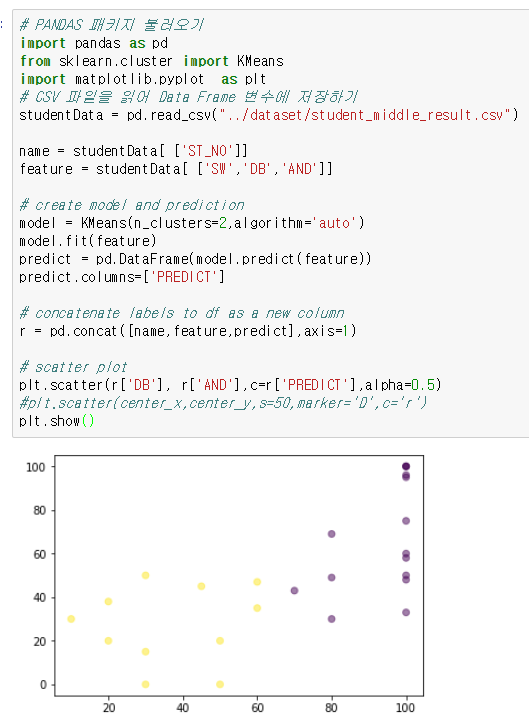 # PANDAS 패키지 불러오기
import pandas as pd
from sklearn.cluster import KMeans
import matplotlib.pyplot  as plt
# CSV 파일을 읽어 Data Frame 변수에 저장하기
studentData = pd.read_csv("../dataset/student_middle_result.csv")
name = studentData[ ['ST_NO']]
feature = studentData[ ['SW','DB','AND']]
# create model and prediction
model = KMeans(n_clusters=2,algorithm='auto')
model.fit(feature)
predict = pd.DataFrame(model.predict(feature))
predict.columns=['PREDICT']
# concatenate labels to df as a new column
r = pd.concat([name,feature,predict],axis=1)
# scatter plot
plt.scatter(r['DB'], r['AND'],c=r['PREDICT'],alpha=0.5)
#plt.scatter(center_x,center_y,s=50,marker='D',c='r')
plt.show()
100
80
60
40
20
0
20 40 60 80 100